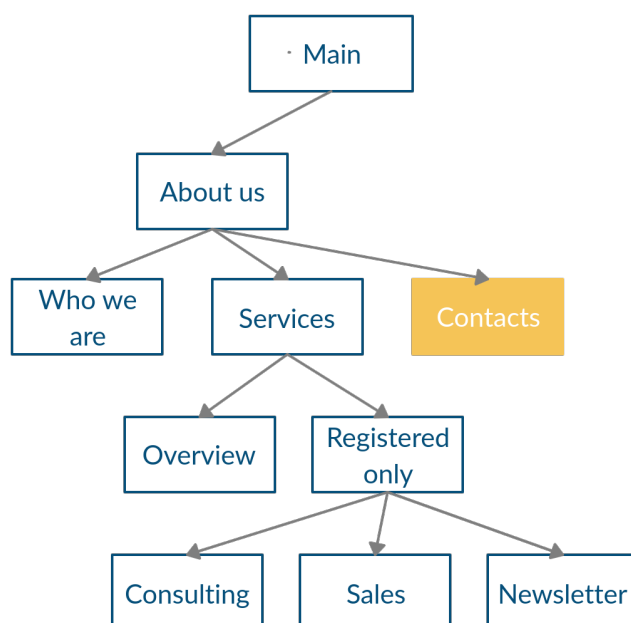 Main
About us
Who we
are
Services
Contacts
Overview
Registered
only
Consulting
Sales
Newsletter